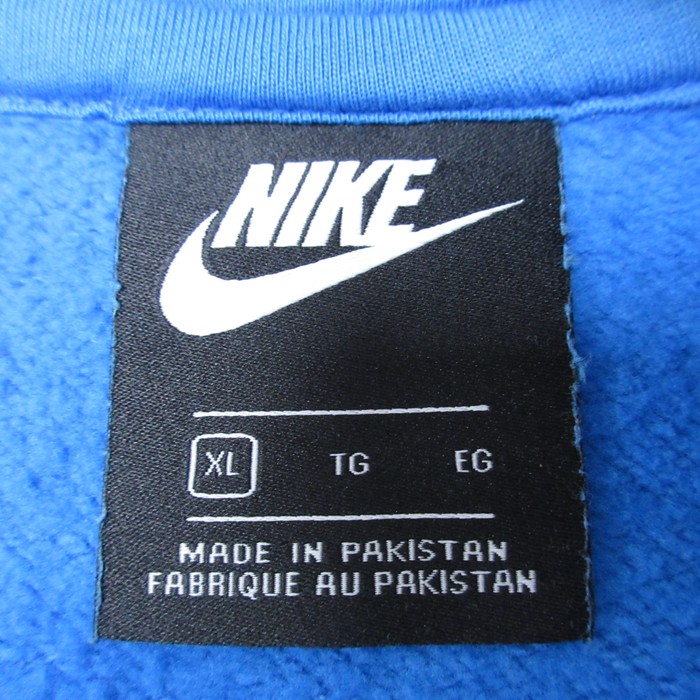 NIKE
XL TG EG
MADE IN PAKISTAN
FABRIQUE AU PAKISTAN